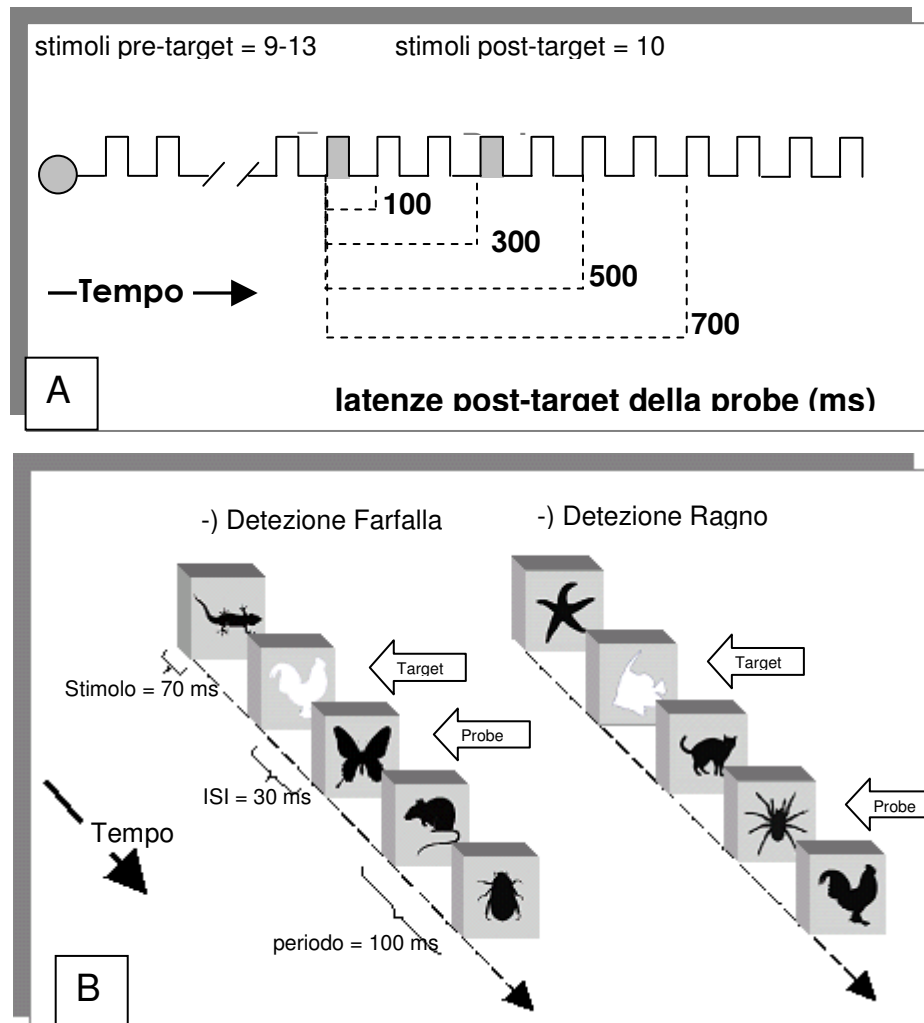 stimoli pre-target = 9-13 stimoli post-target = 10
100
300
500
Tempo
700
A
latenze post-target della probe (ms)
-) Detezione Farfalla -) Detezione Ragno
Target
Target
Stimolo = 70 ms
Probe
ISI = 30 ms
Probe
Tempo
periodo = 100 ms
B